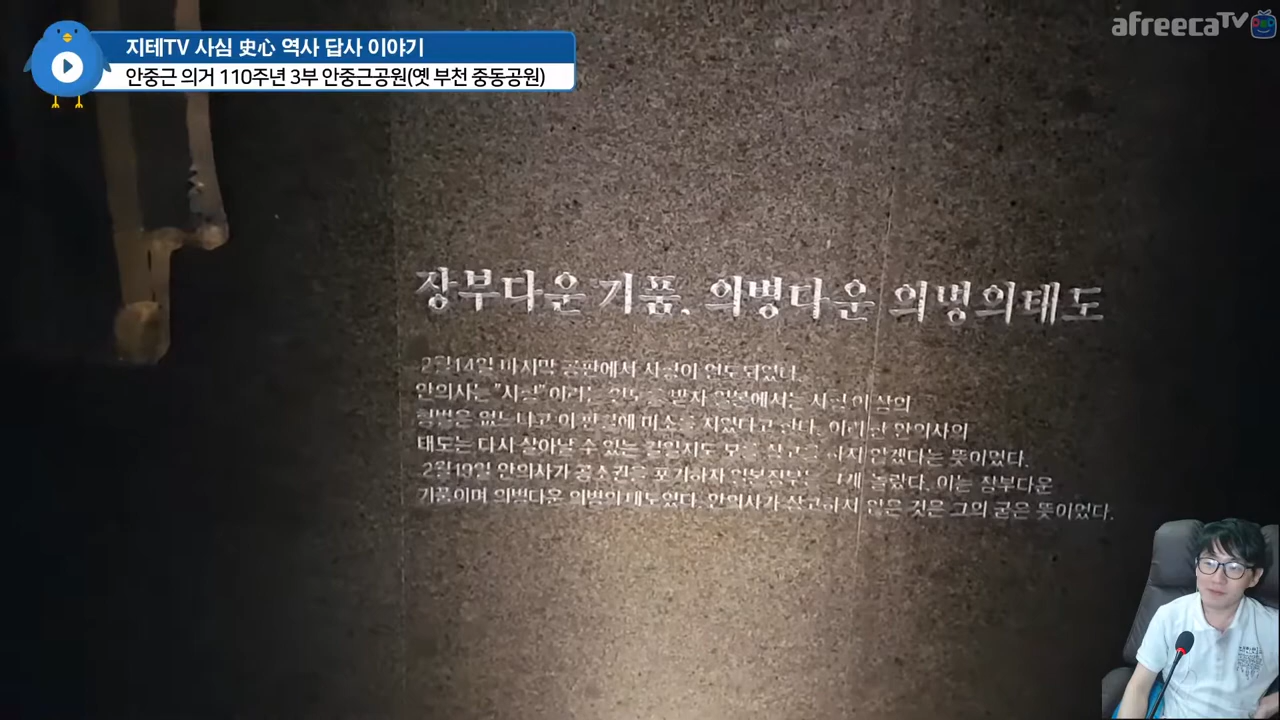 지테TV 사심 史心 역사 답사 이야기
안중근 의거 110주년 3부 안중근공원(옛 부천 중동공원)
afreecaTV
장부다운 기품, 의병다운 의병의태도
2월14일 마지막 공판에서 사형이 언도 되었다.
안의사는 "사형"이라는 언도를 받자 일본에서는 사형 이상의
형벌은 없느냐고 이 판결에 미소를 지었다고 한다. 이러한 안의사의
태도는 다시 살아날 수 있는 길일지도 모를 상고를 하지 않겠다는 뜻이었다.
2월19일 안의사가 공소권을 포기하자 일본정부는 크게 놀랐다. 이는 장부다운
기품이며 의병다운 의병의 태도였다. 안의사가 상고하지 않은 것은 그의 굳은 뜻이었다.